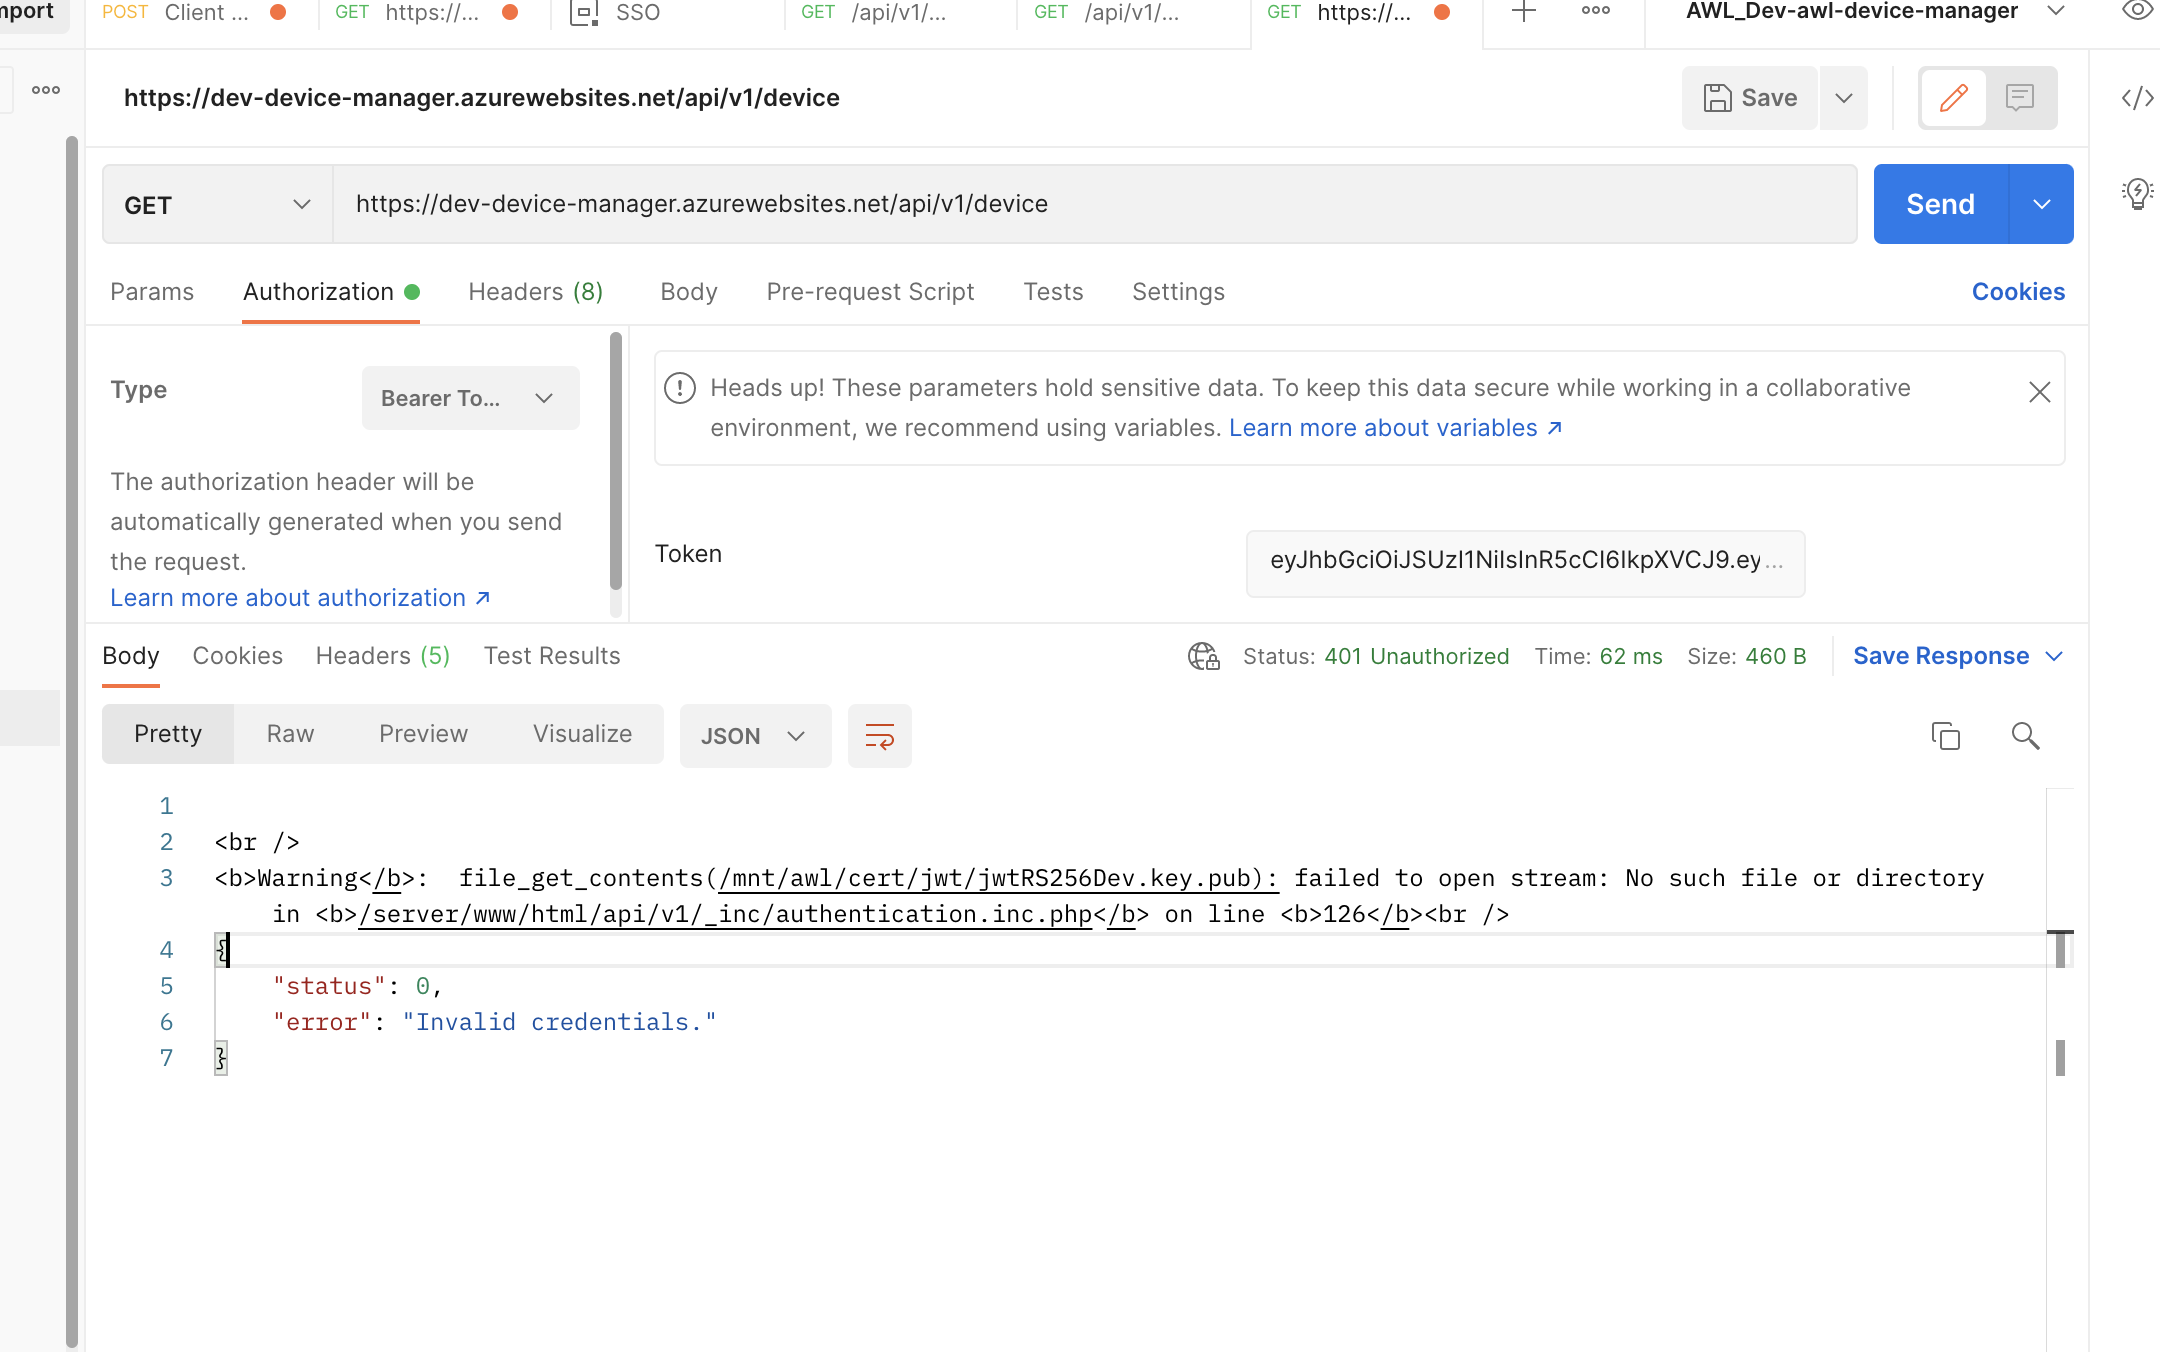 mport
POST Client ...
GET https://...
SSO
GET /api/v1/...
GET /api/v1/...
GET https://...
AWL_Dev-awl-device-manager
https://dev-device-manager.azurewebsites.net/api/v1/device
Save
GET
https://dev-device-manager.azurewebsites.net/api/v1/device
Send
Params
Authorization
Headers (8)
Body
Pre-request Script
Tests
Settings
Cookies
Type
Bearer To...
The authorization header will be
automatically generated when you send
the request.
Learn more about authorization ↗
Heads up! These parameters hold sensitive data. To keep this data secure while working in a collaborative
environment, we recommend using variables. Learn more about variables ↗
Token
eyJhbGciOiJSUzI1NiIsInR5cCI6IkpXVCJ9.ey...
Body
Cookies
Headers (5)
Test Results
Status: 401 Unauthorized
Time: 62 ms
Size: 460 B
Save Response
Pretty
Raw
Preview
Visualize
JSON
1
2 <br />
3 <b>Warning</b>:  file_get_contents(/mnt/awl/cert/jwt/jwtRS256Dev.key.pub): failed to open stream: No such file or directory
in <b>/server/www/html/api/v1/_inc/authentication.inc.php</b> on line <b>126</b><br />
4 {
5 "status": 0,
6 "error": "Invalid credentials."
7 }